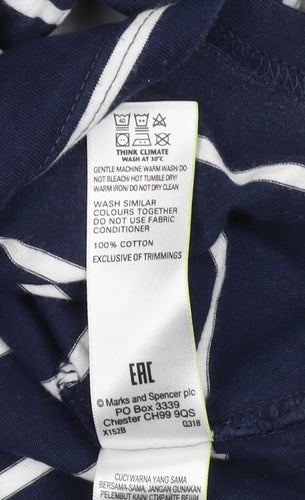 40
THINK CLIMATE
WASH AT 30°C
GENTLE MACHINE WARM WASH/DO
NOT BLEACH/HOT TUMBLE DRY/
WARM IRON/DO NOT DRY CLEAN
WASH SIMILAR
COLOURS TOGETHER
DO NOT USE FABRIC
CONDITIONER
100% COTTON
EXCLUSIVE OF TRIMMINGS
EAC
© Marks and Spencer plc
PO Box 3339
Chester CH99 9QS
X152B Q318
CUCI WARNA YANG SAMA
BERSAMA-SAMA, JANGAN GUNAKAN
PELEMBUT KAIN/ СТИРАТЬ ВЕЩИ